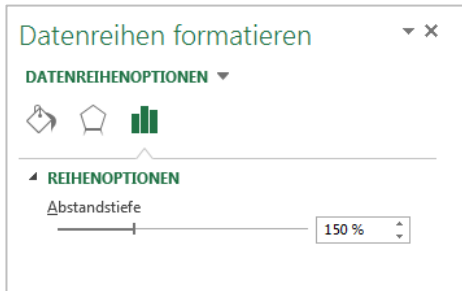 Datenreihen formatieren
DATENREIHENOPTIONEN
REIHENOPTIONEN
Abstandstiefe
150 %